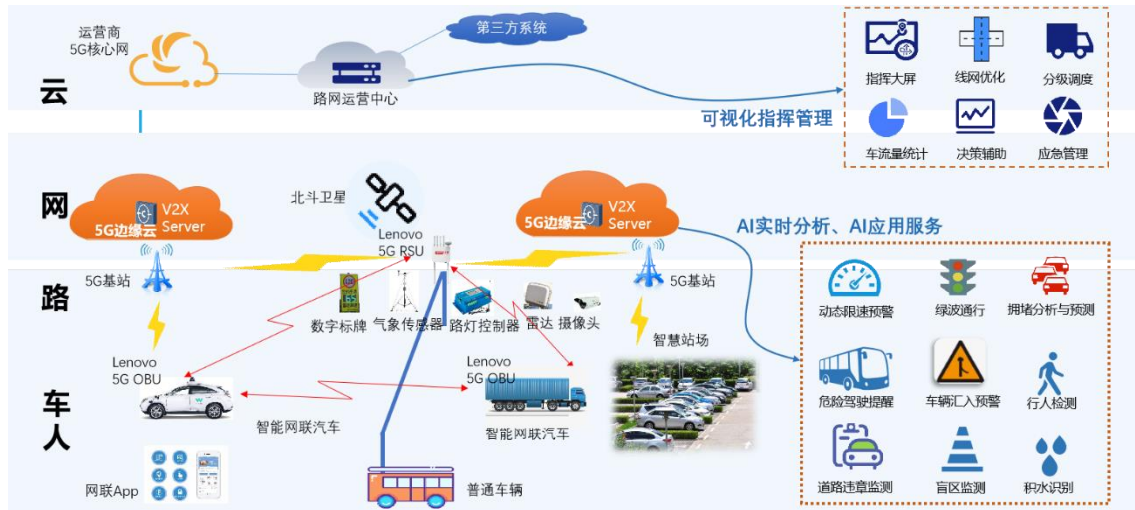 云
运营商
5G核心网
路网运营中心
第三方系统
可视化指挥管理
指挥大屏
线网优化
分级调度
车流量统计
决策辅助
应急管理
网
V2X
Server
5G边缘云
北斗卫星
Lenovo
5G RSU
V2X
Server
5G边缘云
AI实时分析、AI应用服务
路
5G基站
数字标牌
气象传感器
路灯控制器
雷达
摄像头
5G基站
智慧站场
动态限速预警
绿波通行
拥堵分析与预测
车
人
Lenovo
5G OBU
智能网联汽车
Lenovo
5G OBU
智能网联汽车
网联App
普通车辆
危险驾驶提醒
车辆汇入预警
行人检测
道路违章监测
盲区监测
积水识别